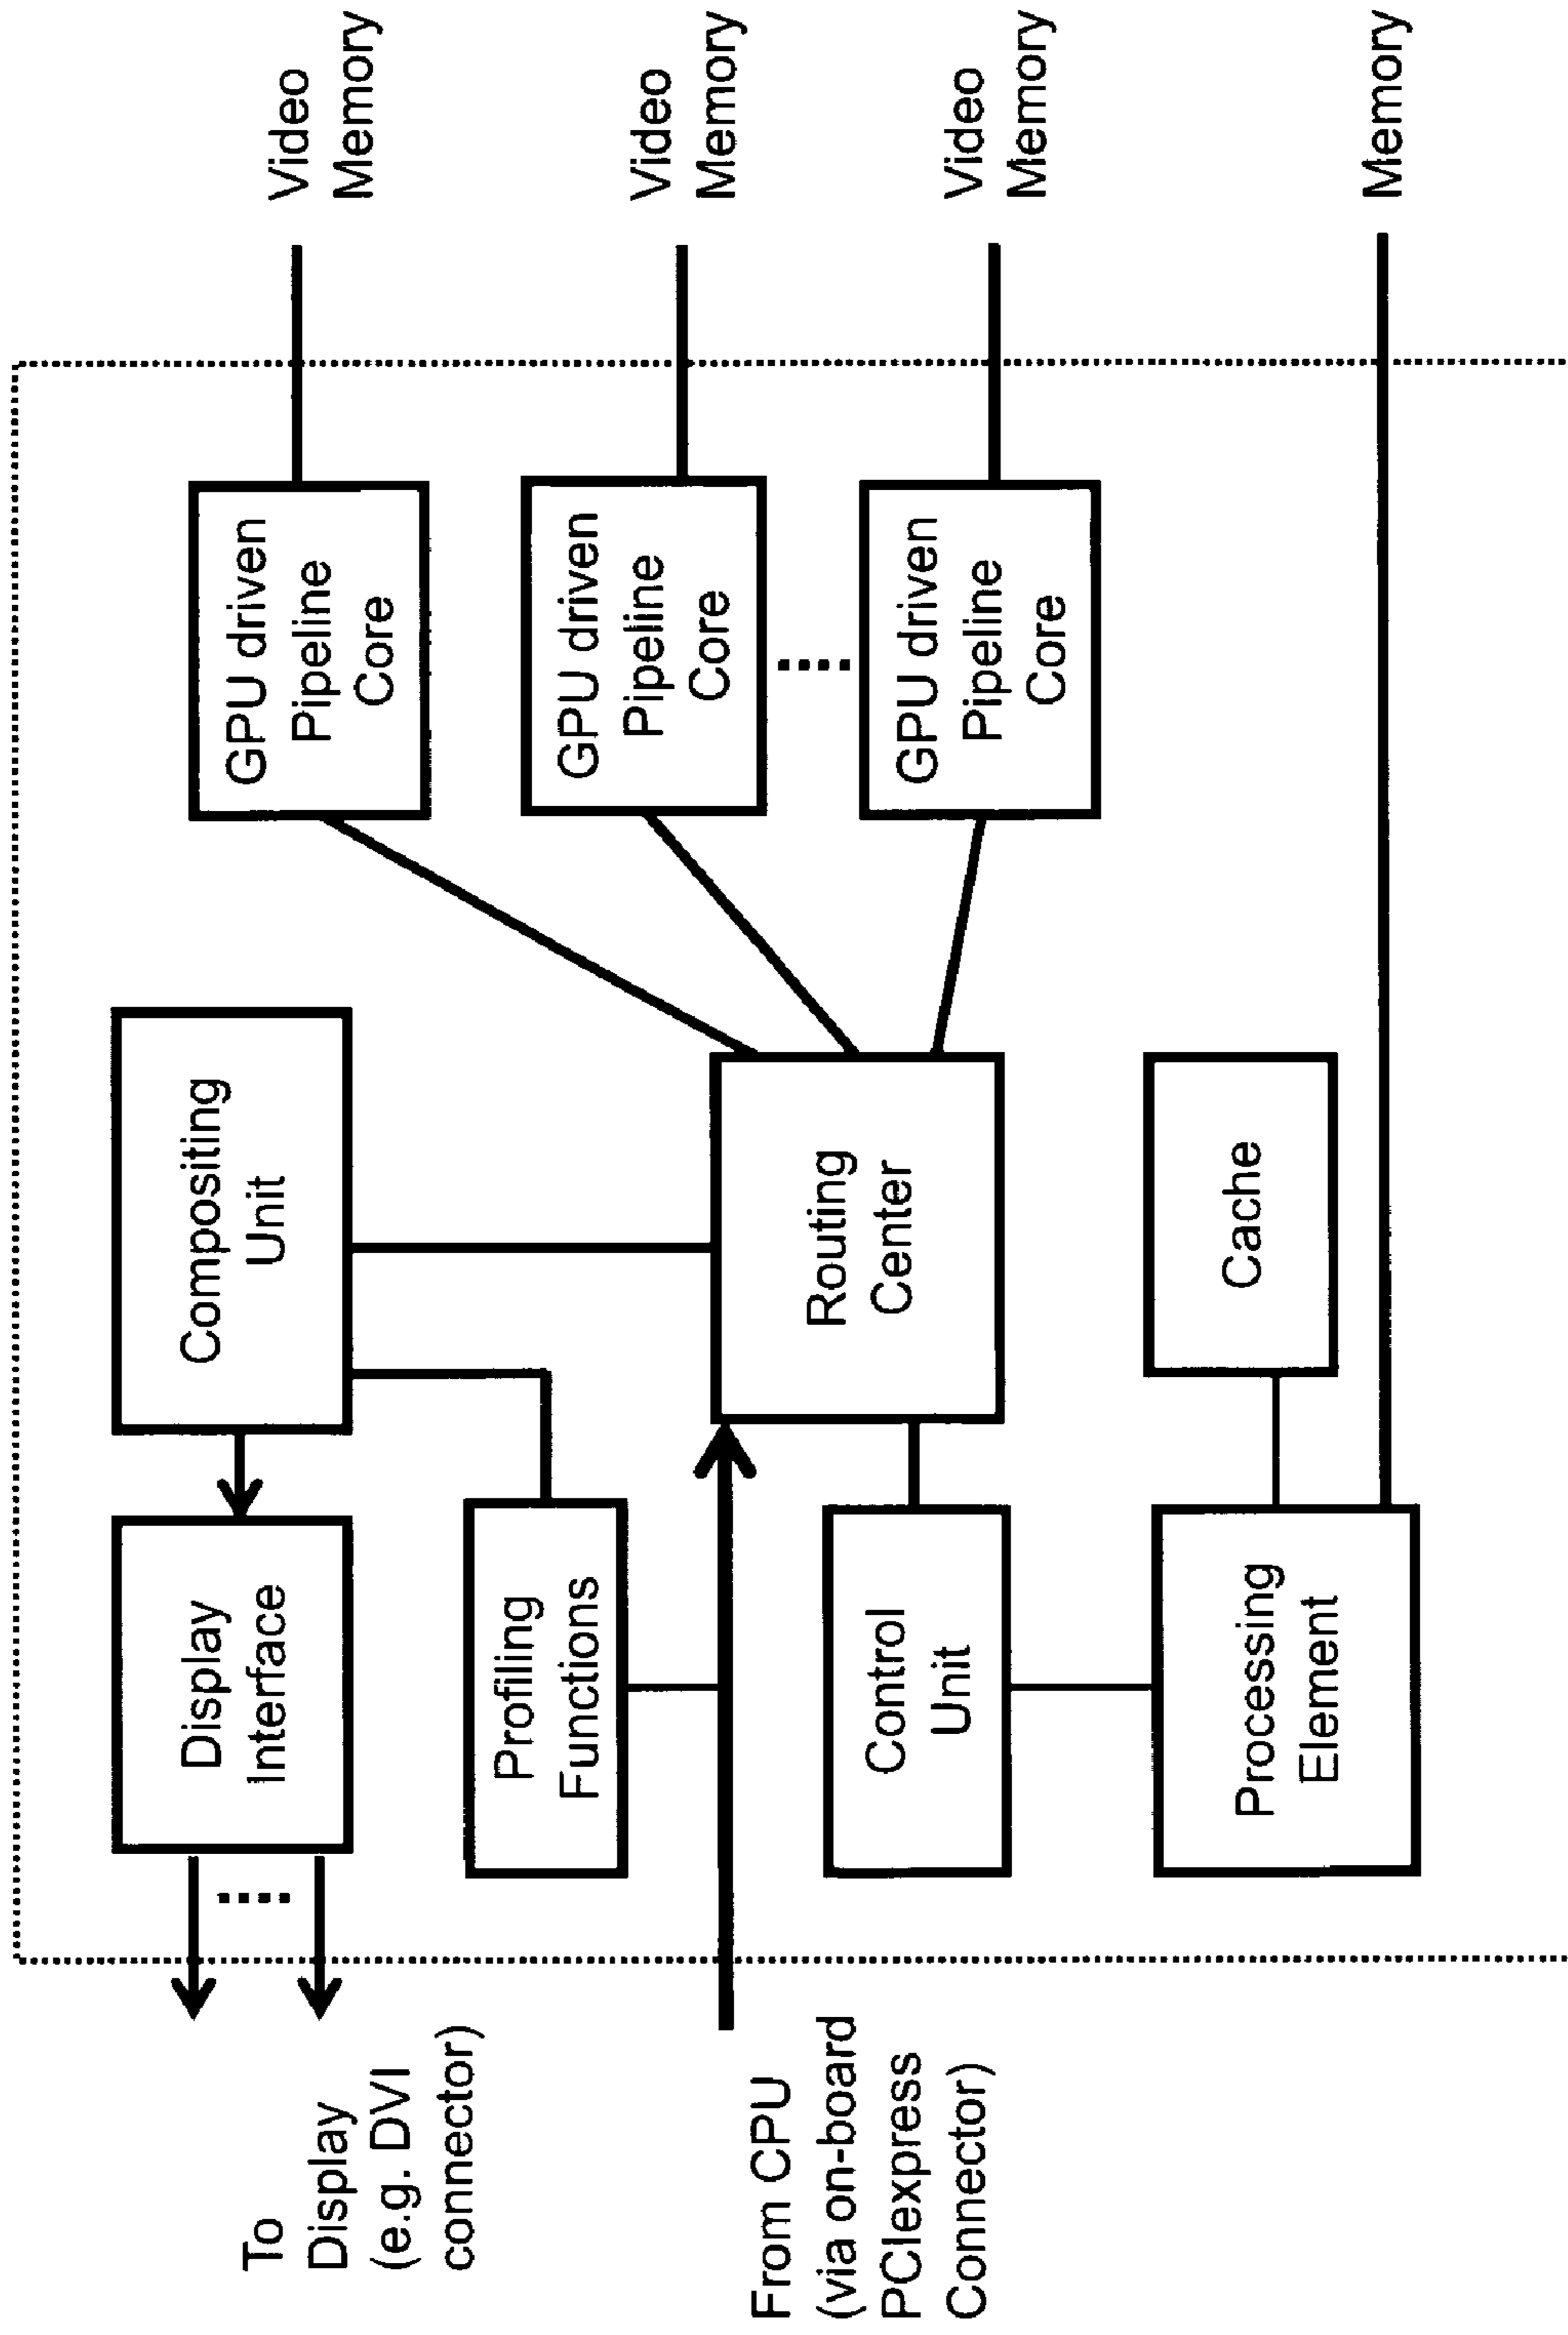 To
Display
(e.g. DVI
connector)
Display
Interface
Compositing
Unit
GPU driven
Pipeline
Core
Video
Memory
Profiling
Functions
GPU driven
Pipeline
Core
Video
Memory
From CPU
(via on-board
PCIexpress
Connector)
Control
Unit
Routing
Center
GPU driven
Pipeline
Core
Video
Memory
Processing
Element
Cache
Memory